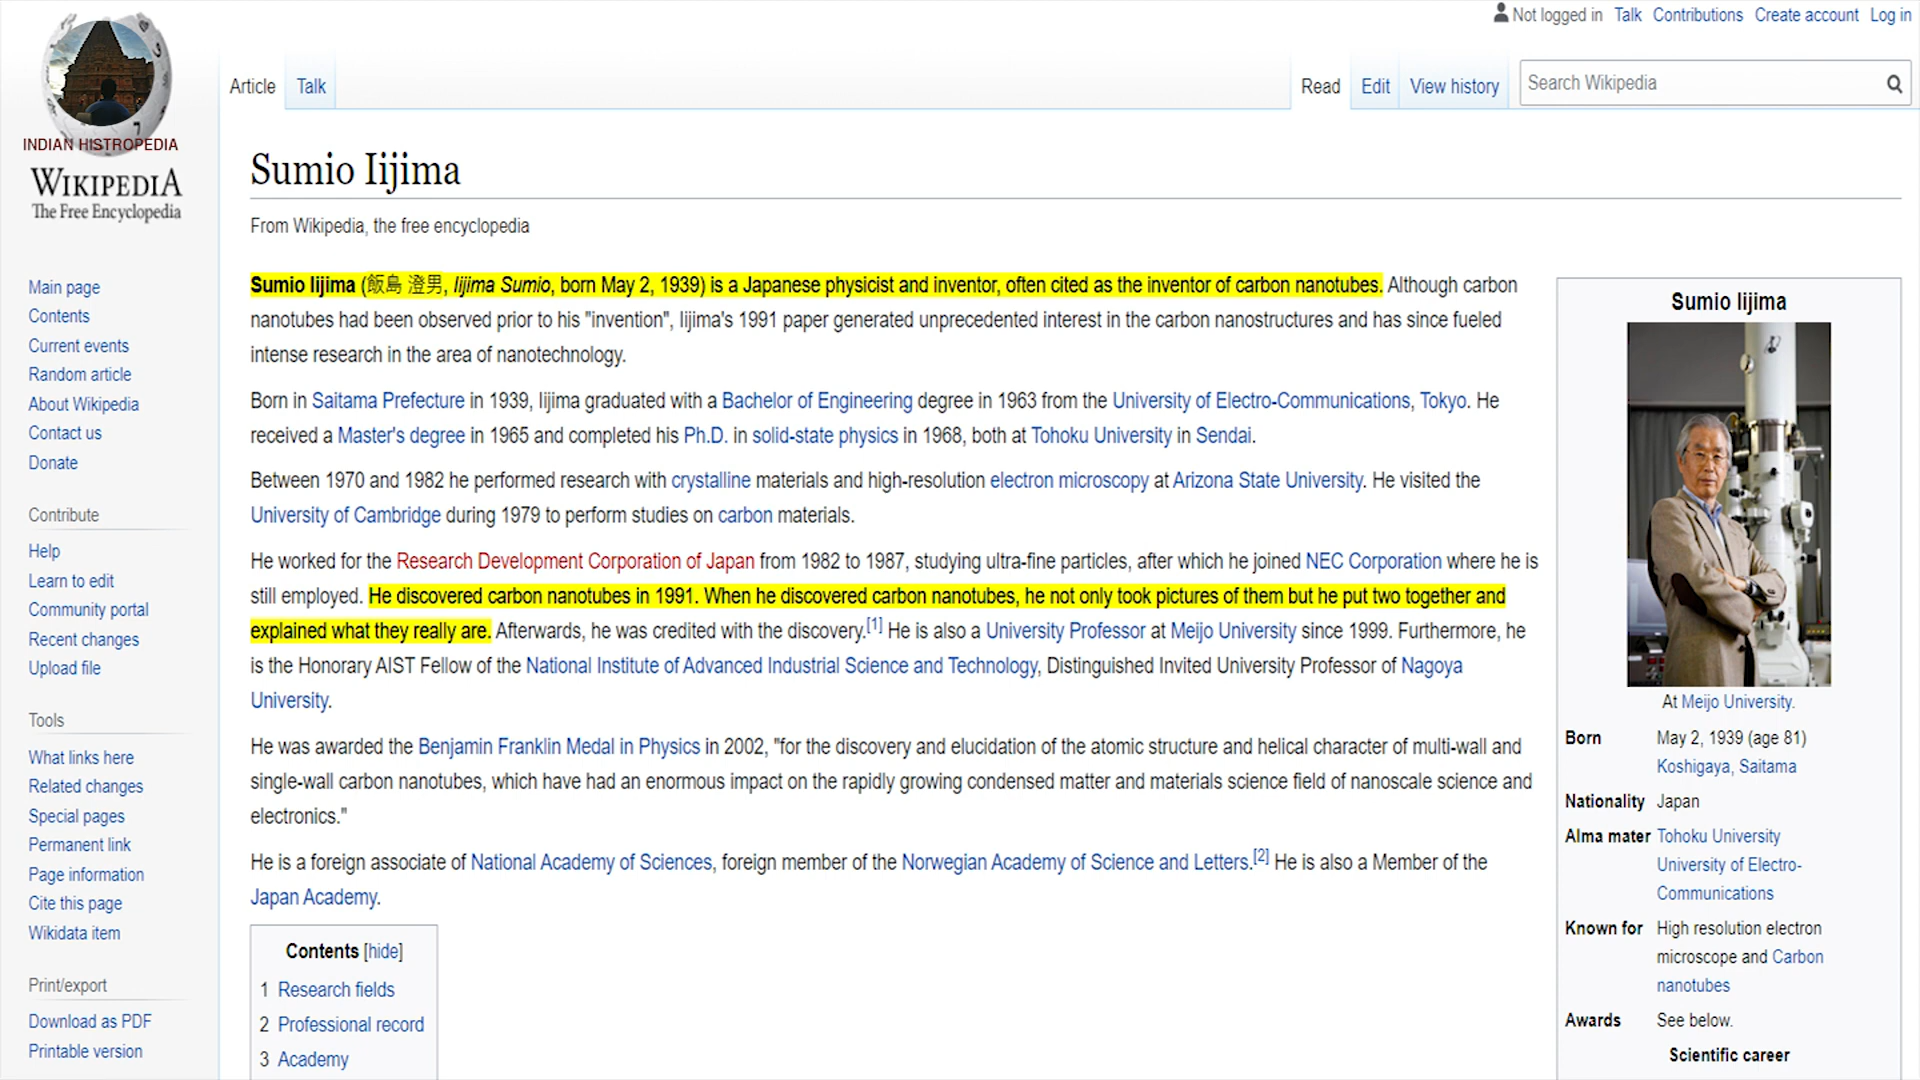 Not logged in Talk Contributions Create account Log in
Article Talk
Read Edit View history
Search Wikipedia
INDIAN HISTROPEDIA
WIKIPEDIA
The Free Encyclopedia
Main page
Contents
Current events
Random article
About Wikipedia
Contact us
Donate
Contribute
Help
Learn to edit
Community portal
Recent changes
Upload file
Tools
What links here
Related changes
Special pages
Permanent link
Page information
Cite this page
Wikidata item
Print/export
Download as PDF
Printable version
Sumio Iijima
From Wikipedia, the free encyclopedia
Sumio Iijima (飯島 澄男, Iijima Sumio, born May 2, 1939) is a Japanese physicist and inventor, often cited as the inventor of carbon nanotubes. Although carbon
nanotubes had been observed prior to his "invention", Iijima's 1991 paper generated unprecedented interest in the carbon nanostructures and has since fueled
intense research in the area of nanotechnology.
Born in Saitama Prefecture in 1939, Iijima graduated with a Bachelor of Engineering degree in 1963 from the University of Electro-Communications, Tokyo. He
received a Master's degree in 1965 and completed his Ph.D. in solid-state physics in 1968, both at Tohoku University in Sendai.
Between 1970 and 1982 he performed research with crystalline materials and high-resolution electron microscopy at Arizona State University. He visited the
University of Cambridge during 1979 to perform studies on carbon materials.
He worked for the Research Development Corporation of Japan from 1982 to 1987, studying ultra-fine particles, after which he joined NEC Corporation where he is
still employed. He discovered carbon nanotubes in 1991. When he discovered carbon nanotubes, he not only took pictures of them but he put two together and
explained what they really are. Afterwards, he was credited with the discovery.[1] He is also a University Professor at Meijo University since 1999. Furthermore, he
is the Honorary AIST Fellow of the National Institute of Advanced Industrial Science and Technology, Distinguished Invited University Professor of Nagoya
University.
He was awarded the Benjamin Franklin Medal in Physics in 2002, "for the discovery and elucidation of the atomic structure and helical character of multi-wall and
single-wall carbon nanotubes, which have had an enormous impact on the rapidly growing condensed matter and materials science field of nanoscale science and
electronics."
He is a foreign associate of National Academy of Sciences, foreign member of the Norwegian Academy of Science and Letters.[2] He is also a Member of the
Japan Academy.
Contents [hide]
1 Research fields
2 Professional record
3 Academy
Sumio Iijima
At Meijo University.
Born May 2, 1939 (age 81)
Koshigaya, Saitama
Nationality Japan
Alma mater Tohoku University
University of Electro-
Communications
Known for High resolution electron
microscope and Carbon
nanotubes
Awards See below.
Scientific career